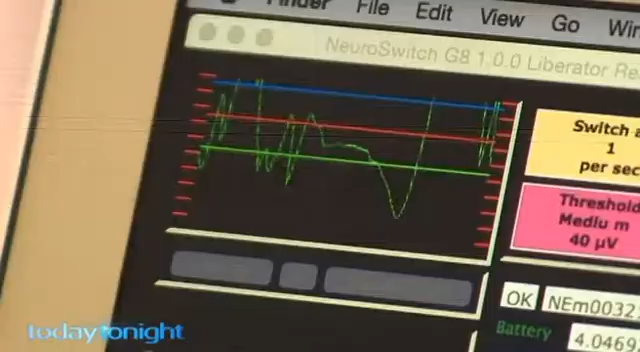 Finder File Edit View Go
NeuroSwitch G8 1.0.0 Liberator
Switch
1
per sec
Threshold
Mediu m
40 µV
OK NEm0032
Battery 4.0469
todaytonight